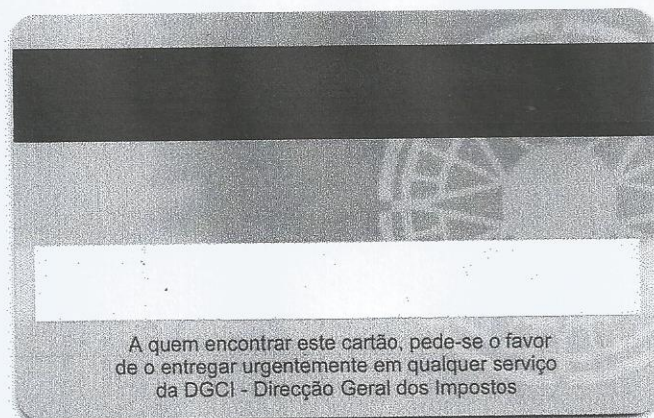 A quem encontrar este cartão, pede-se o favor
de o entregar urgentemente em qualquer serviço
da DGCI - Direcção Geral dos Impostos